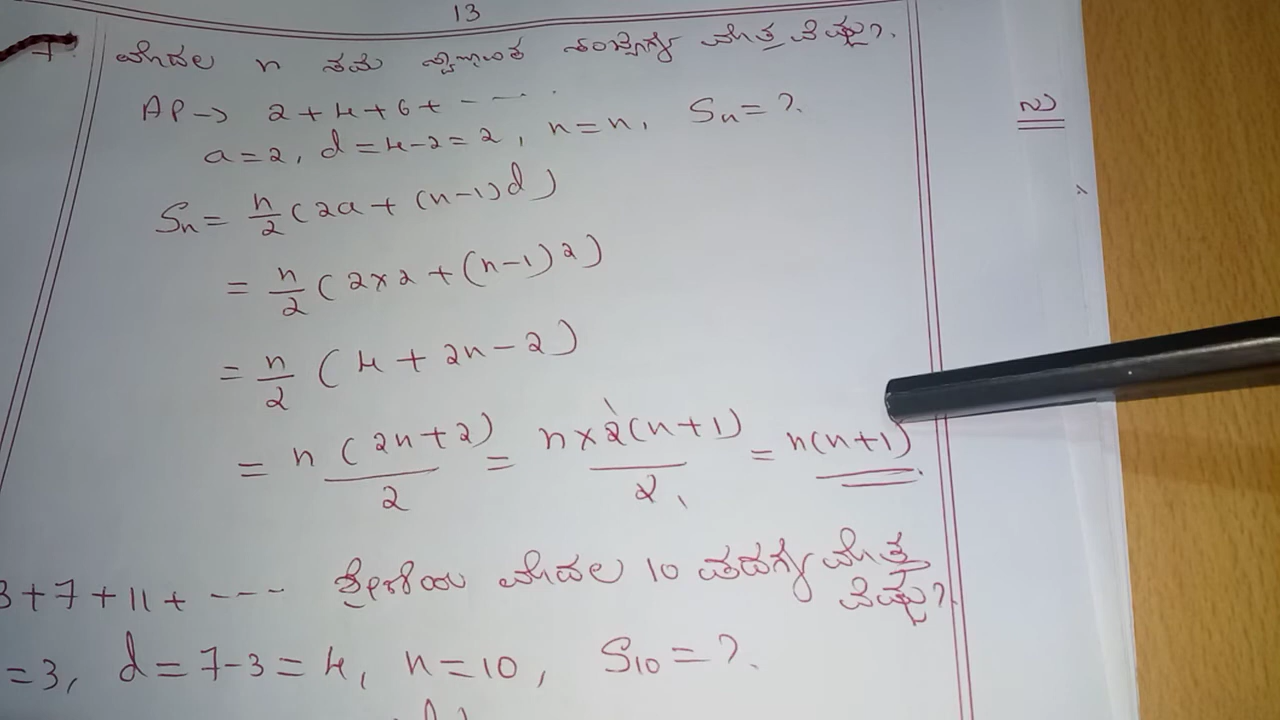 13
7. ಮೊದಲ n ಸಮ ಸ್ವಾಭಾವಿಕ ಸಂಖ್ಯೆಗಳ ಮೊತ್ತವೆಷ್ಟು?
AP → 2 + 4 + 6 + - - - .
a = 2, d = 4-2 = 2, n = n, Sn = ?
2)
Sn = n/2 (2a + (n-1)d)
= n/2 (2×2 + (n-1)2)
= n/2 (4 + 2n - 2)
= n (2n+2)/2 = n×2(n+1)/2 = n(n+1)
3+7+11+ ---- ಶ್ರೇಣಿಯ ಮೊದಲ 10 ಪದಗಳ ಮೊತ್ತ
ವೆಷ್ಟು?
=3, d = 7-3 = 4, n = 10, S10 = ?